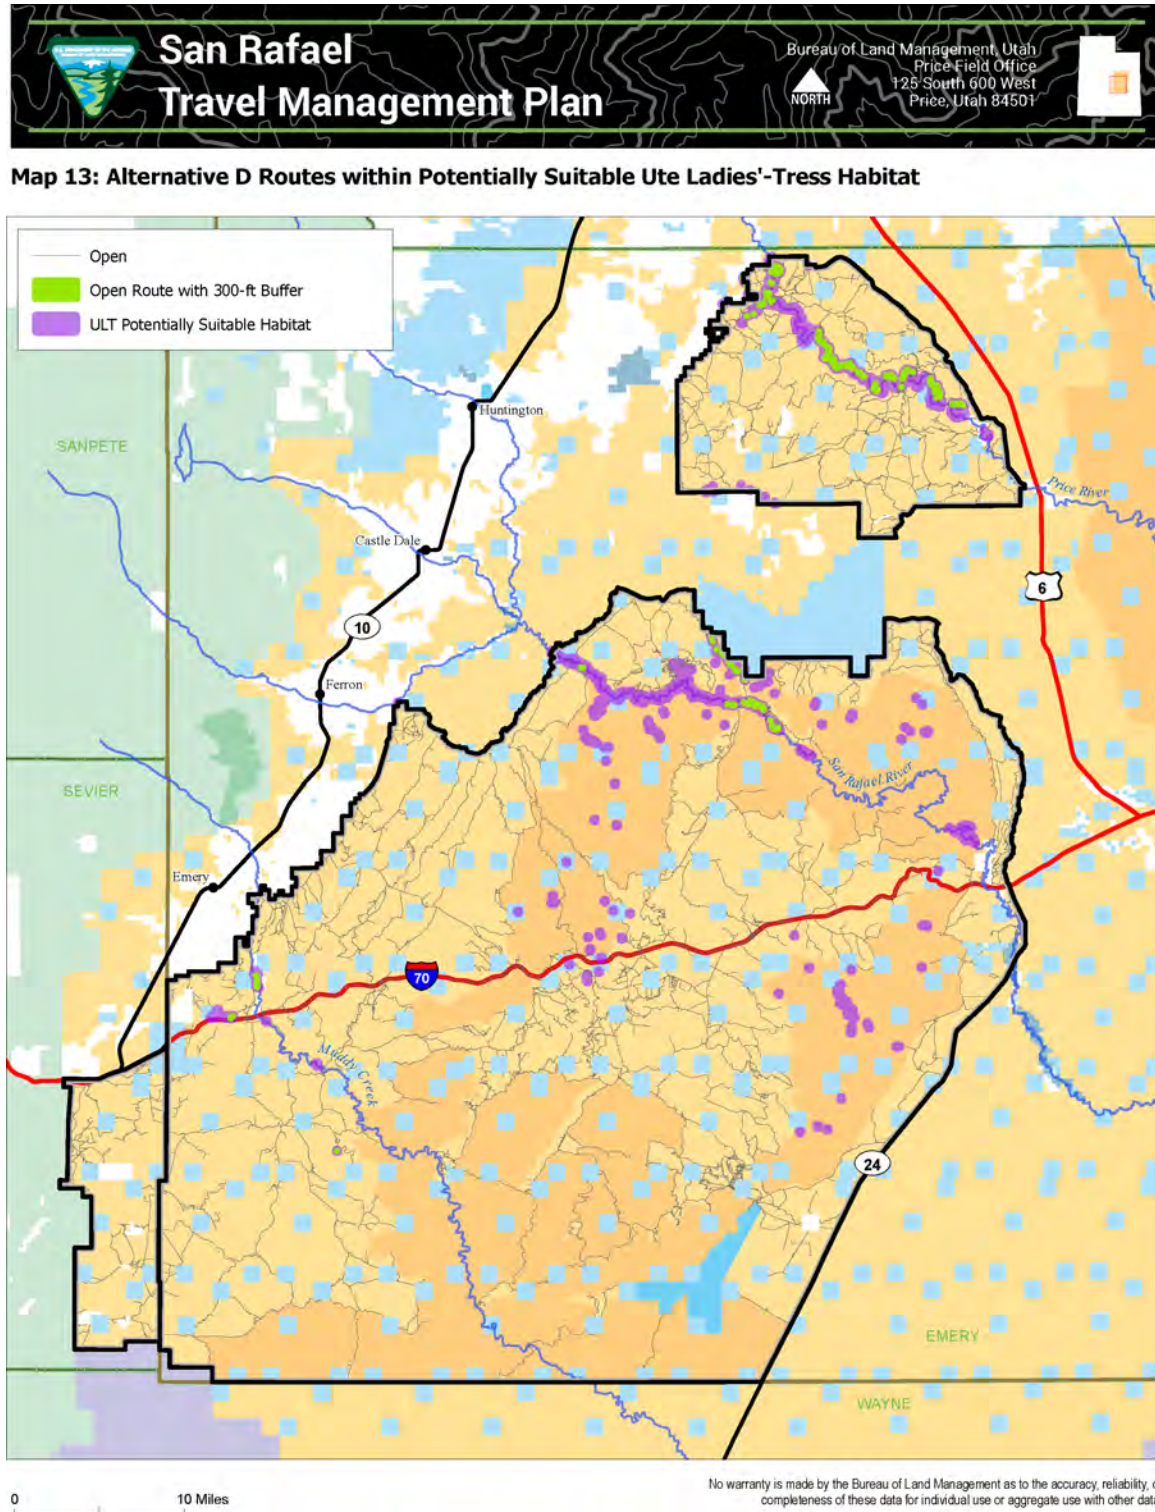 San Rafael
Travel Management Plan
NORTH
Bureau of Land Management, Utah
Price Field Office
125 South 600 West
Price, Utah 84501
Map 13: Alternative D Routes within Potentially Suitable Ute Ladies'-Tress Habitat
Open
Open Route with 300-ft Buffer
ULT Potentially Suitable Habitat
Huntington
SANPETE
Price River
Castle Dale
6
10
Ferron
San Rafael River
SEVIER
Emery
70
Muddy Creek
24
EMERY
WAYNE
0 10 Miles
No warranty is made by the Bureau of Land Management as to the accuracy, reliability,
completeness of these data for individual use or aggregate use with other data